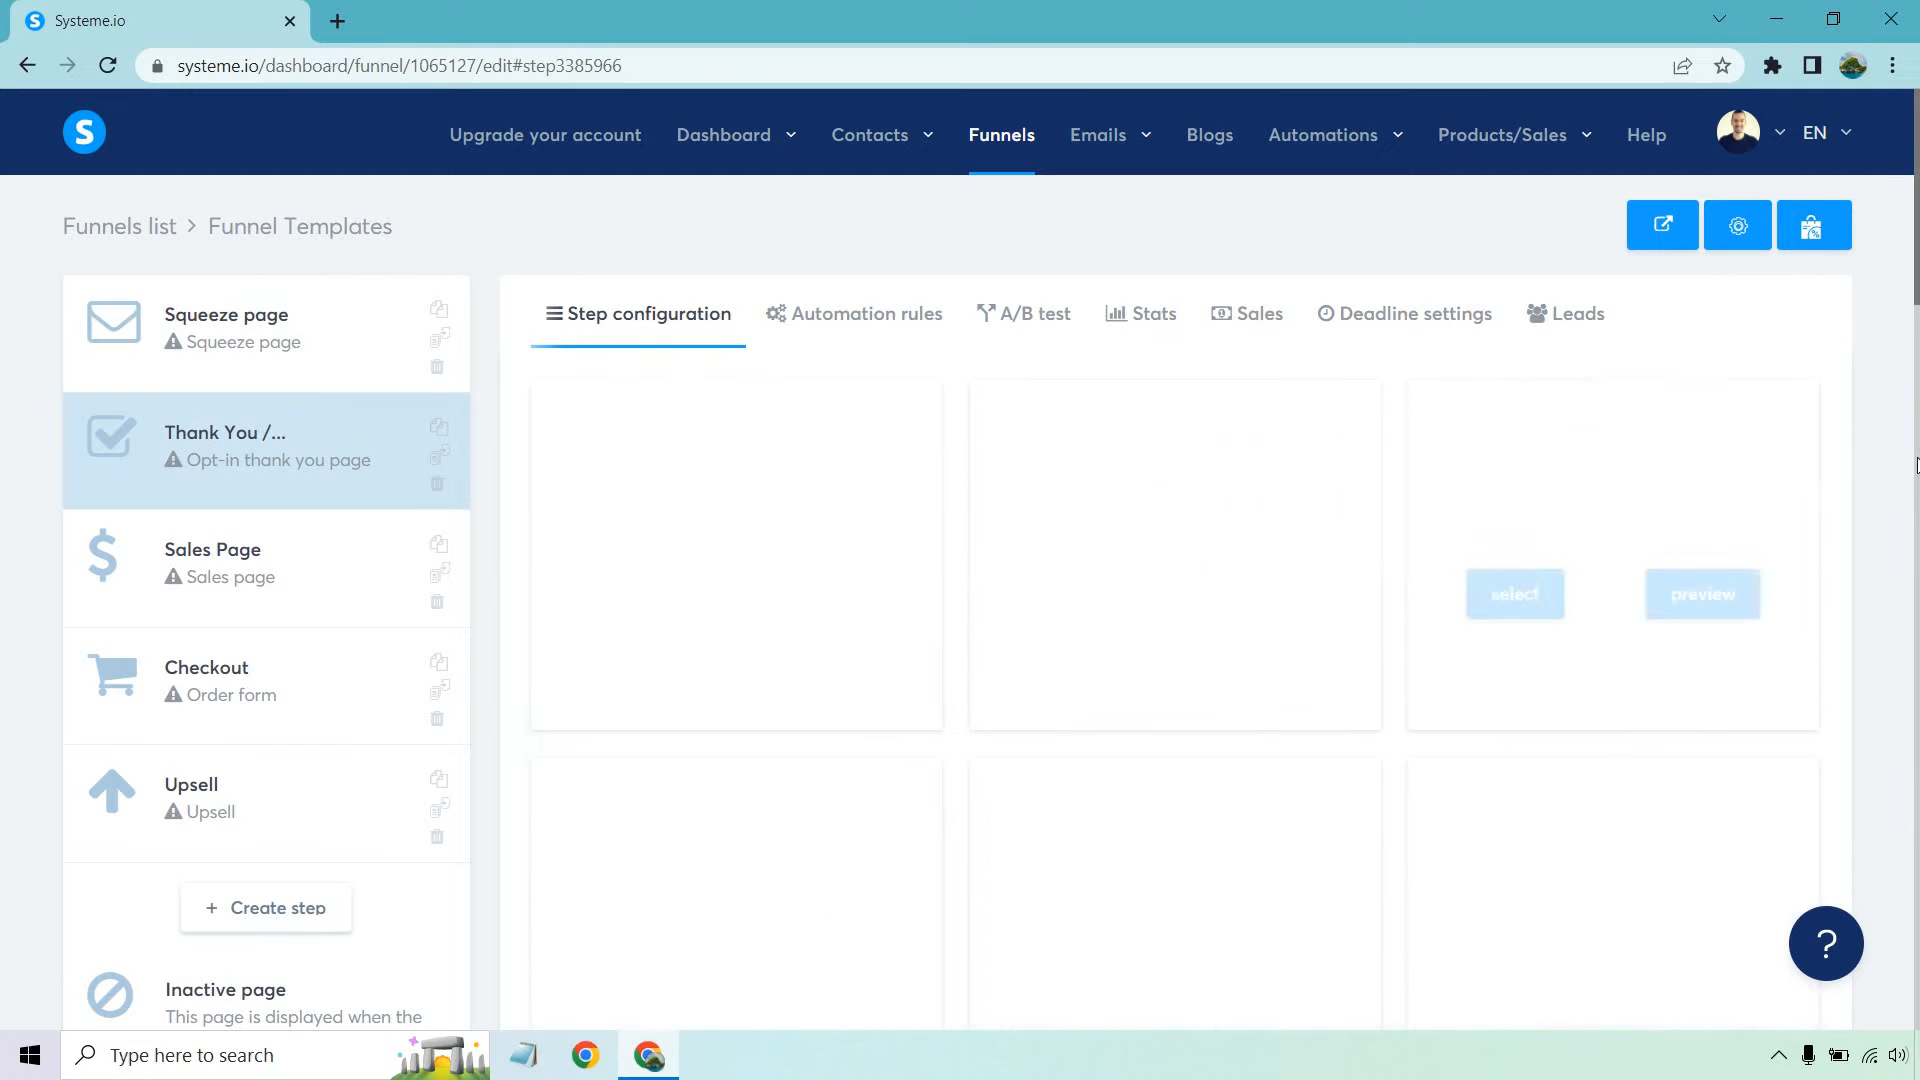 Systeme.io
systeme.io/dashboard/funnel/1065127/edit#step3385966
S
Upgrade your account
Dashboard
Contacts
Funnels
Emails
Blogs
Automations
Products/Sales
Help
EN
Funnels list > Funnel Templates
Squeeze page
Squeeze page
Thank You /...
Opt-in thank you page
Sales Page
Sales page
Checkout
Order form
Upsell
Upsell
+ Create step
Inactive page
This page is displayed when the
Step configuration
Automation rules
A/B test
Stats
Sales
Deadline settings
Leads
select
preview
?
Type here to search